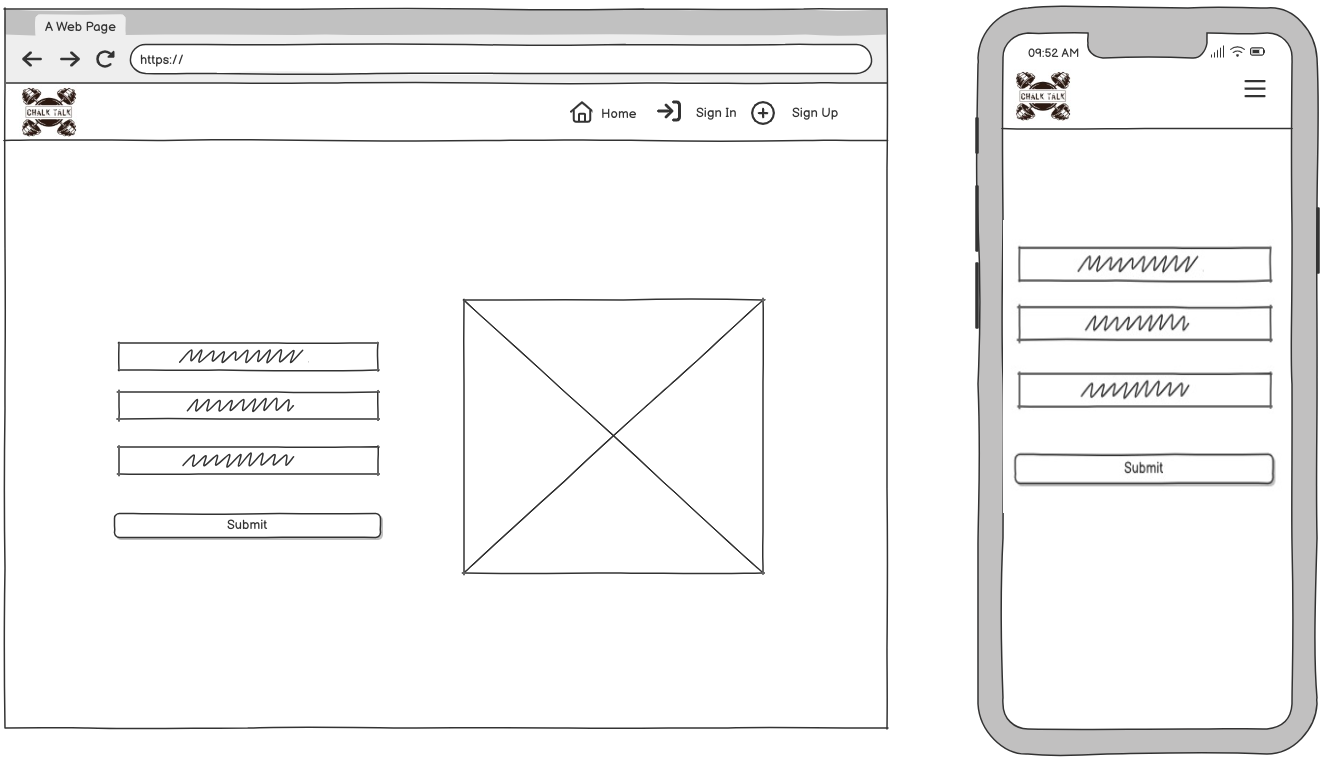 A Web Page
https://
CHALK TALK
Home
Sign In
Sign Up
Submit
09:52 AM
CHALK TALK
Submit